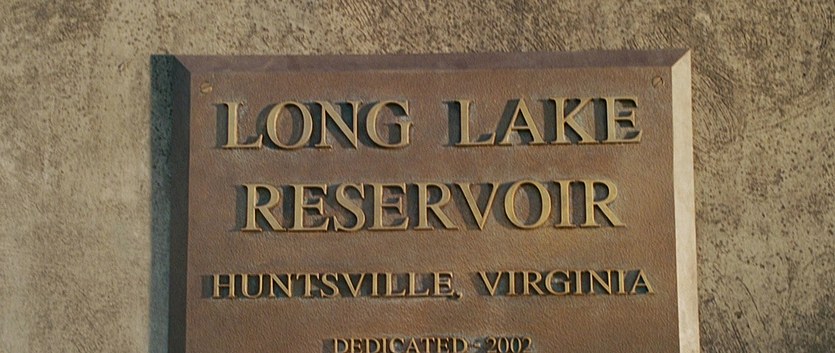 LONG LAKE
RESERVOIR
HUNTSVILLE, VIRGINIA
DEDICATED - 2002